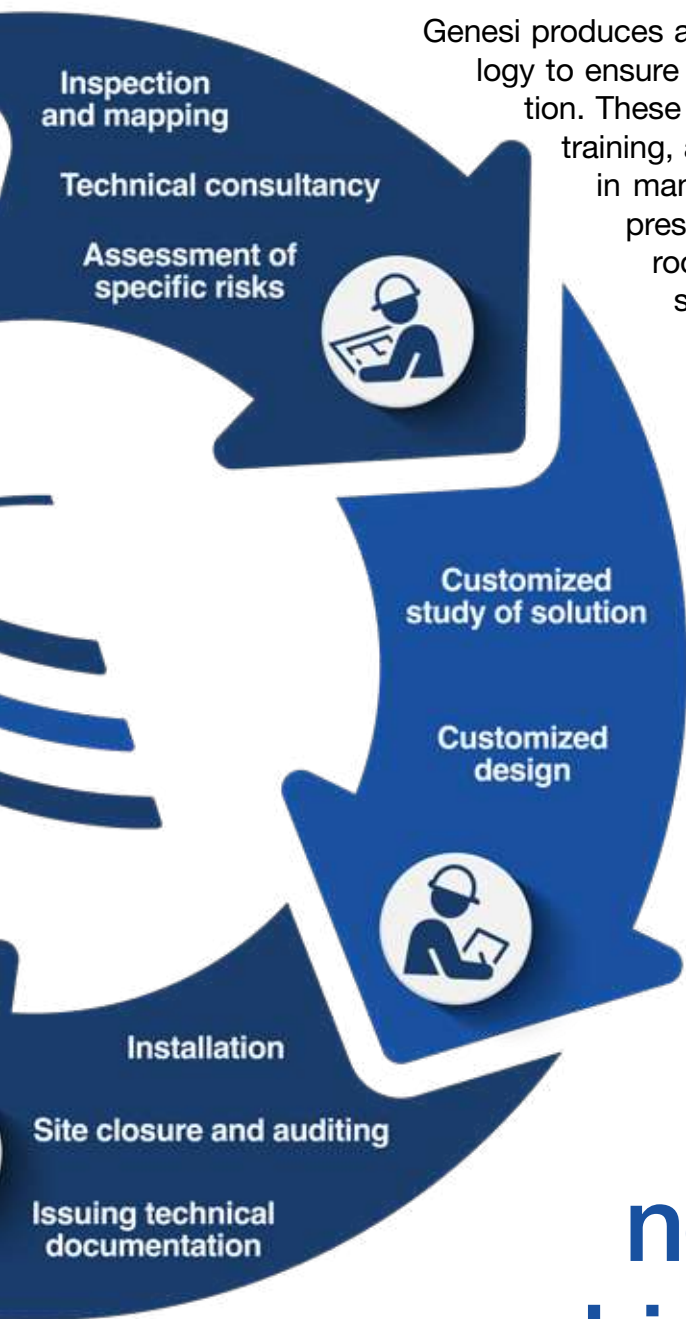 Genesi produces a
logy to ensure
tion. These
training, a
in mar
pres
roo
s
Inspection
and mapping
Technical consultancy
Assessment of
specific risks
Customized
study of solution
Customized
design
Installation
Site closure and auditing
Issuing technical
documentation
n